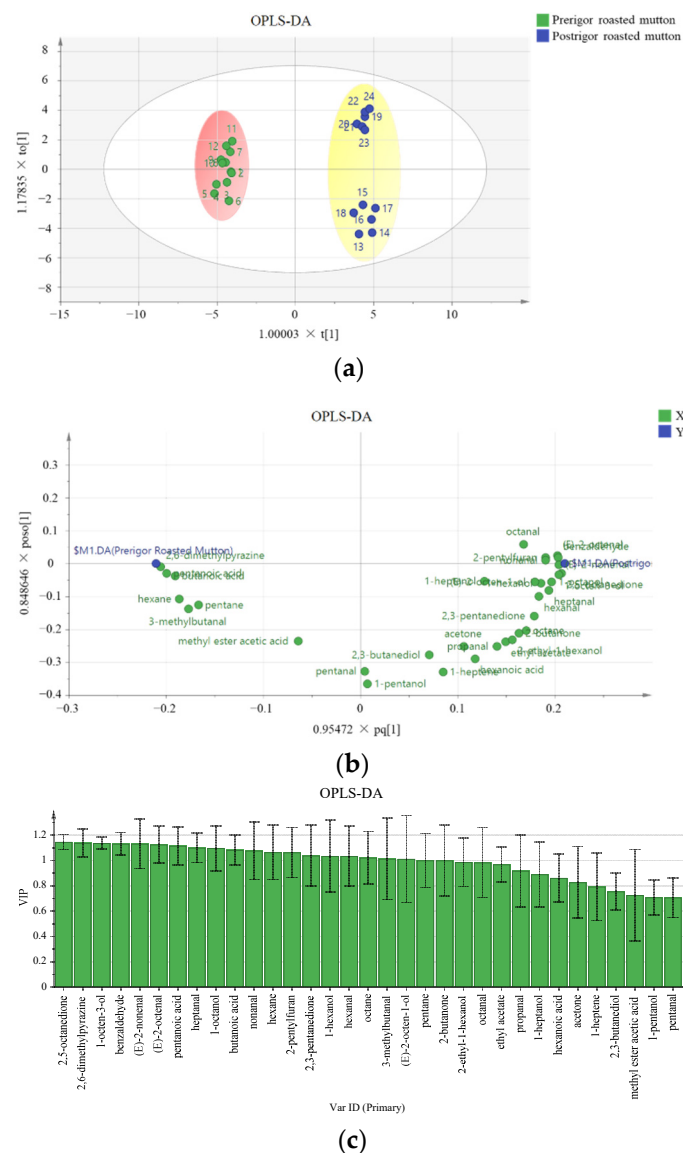 OPLS-DA
Prerigor roasted mutton
Postrigor roasted mutton
1.17835 × to[1]
8
6
4
2
0
−2
−4
−6
−8
11
12
7
2
5
3
6
22
24
19
20
21
23
15
18
17
16
13
14
−15
−10
−5
0
5
10
1.00003 × t[1]
(a)
OPLS-DA
X
Y
0.848646 × poso[1]
0.3
0.2
0.1
0
−0.1
−0.2
−0.3
−0.4
$M1.DA(Prerigor Roasted Mutton)
2,6-dimethylpyrazine
pentanoic acid
butanoic acid
hexane
pentane
3-methylbutanal
methyl ester acetic acid
2,3-butanediol
pentanal
1-pentanol
1-heptene
hexanoic acid
acetone
propanal
ethyl acetate
2-ethyl-1-hexanol
2-butanone
octane
2,3-pentanedione
hexanal
heptanal
1-heptanol
octanal
2-pentylfuran
nonanal
benzaldehyde
$M1.DA(Postrigo
−0.3
−0.2
−0.1
0
0.1
0.2
0.95472 × pq[1]
(b)
OPLS-DA
VIP
1.2
1
0.8
0.6
0.4
0.2
0
2,5-octanedione
2,6-dimethylpyrazine
1-octen-3-ol
benzaldehyde
(E)-2-nonenal
(E)-2-octenal
pentanoic acid
heptanal
1-octanol
butanoic acid
nonanal
hexane
2-pentylfuran
2,3-pentanedione
1-hexanol
hexanal
octane
3-methylbutanal
(E)-2-octen-1-ol
pentane
2-butanone
2-ethyl-1-hexanol
octanal
ethyl acetate
propanal
1-heptanol
hexanoic acid
acetone
1-heptene
2,3-butanediol
methyl ester acetic acid
1-pentanol
pentanal
Var ID (Primary)
(c)